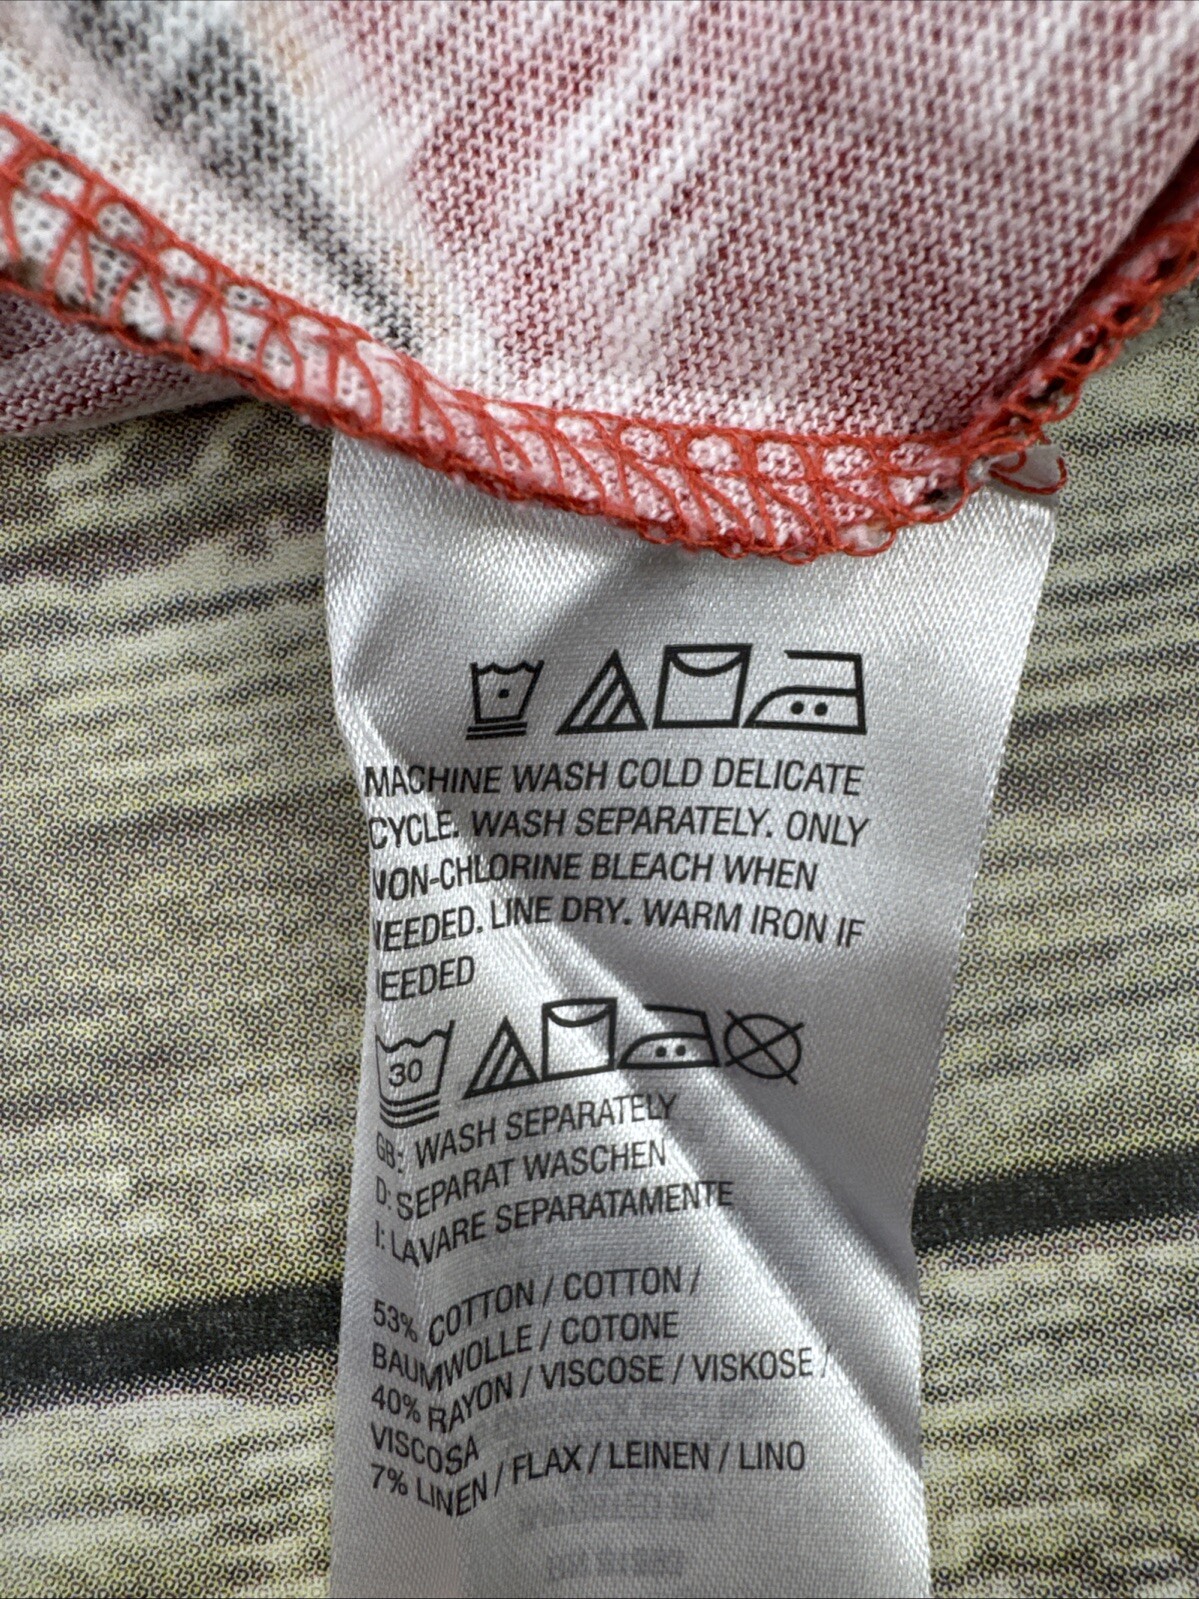 MACHINE WASH COLD DELICATE
CYCLE. WASH SEPARATELY. ONLY
NON-CHLORINE BLEACH WHEN
NEEDED. LINE DRY. WARM IRON IF
NEEDED
30
GB: WASH SEPARATELY
D: SEPARAT WASCHEN
I: LAVARE SEPARATAMENTE
53% COTTON / COTTON /
BAUMWOLLE / COTONE
40% RAYON / VISCOSE / VISKOSE /
VISCOSA
7% LINEN / FLAX / LEINEN / LINO